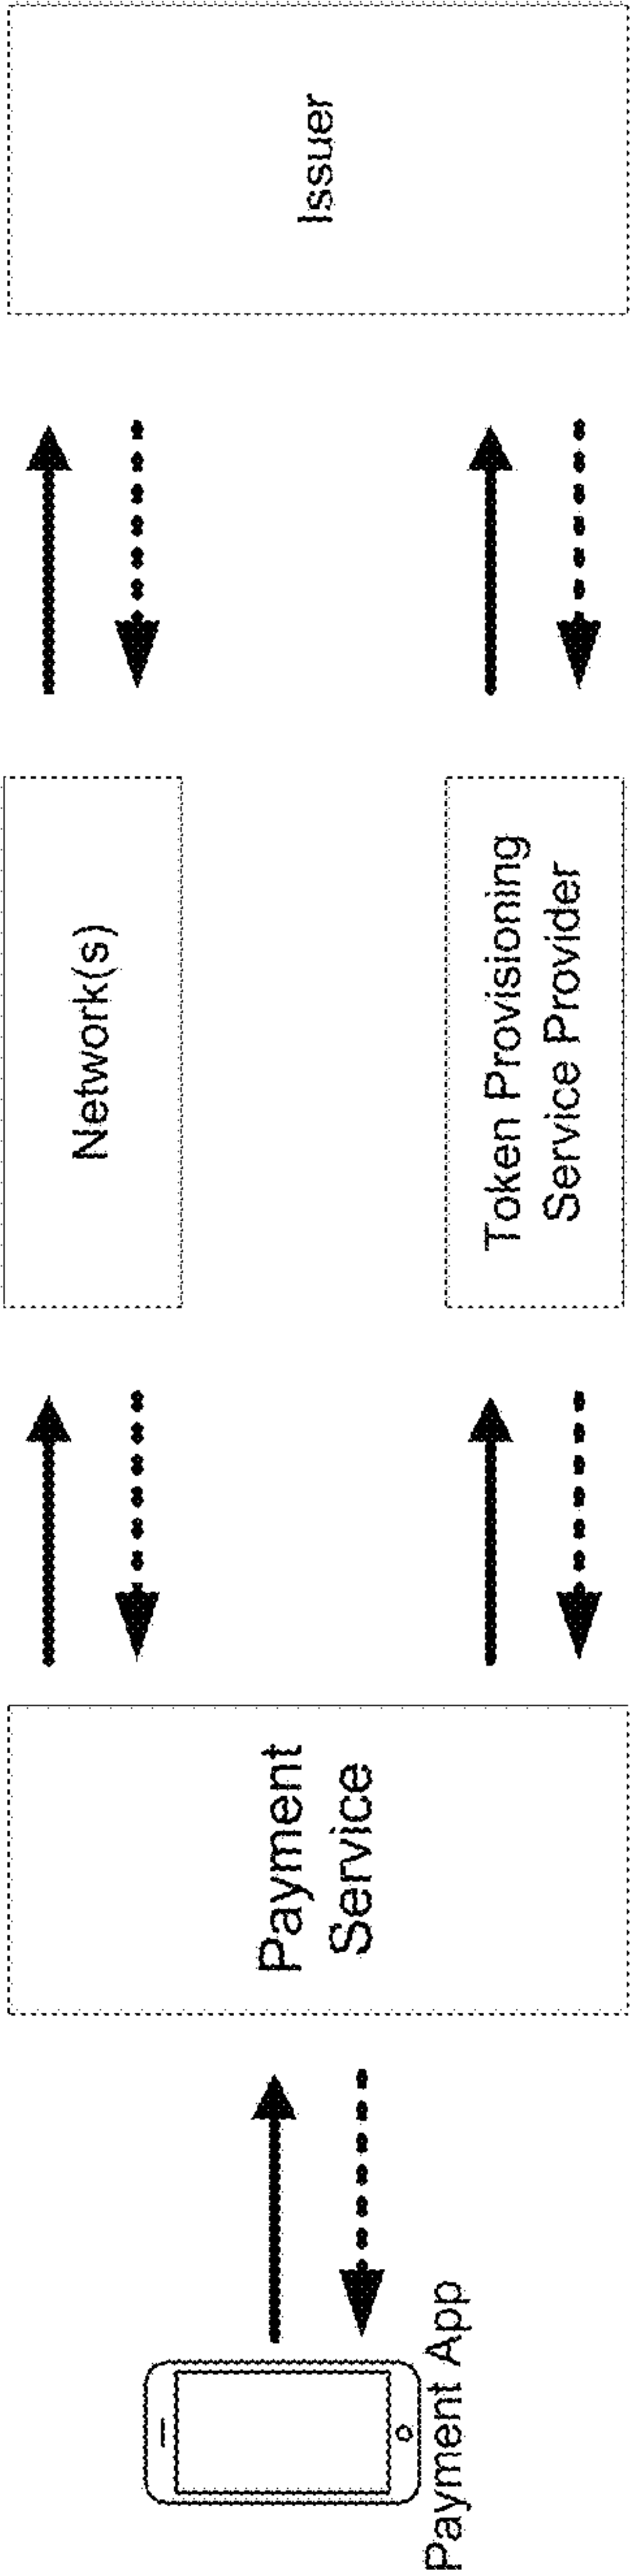 Payment App
Payment
Service
Network(s)
Token Provisioning
Service Provider
Issuer